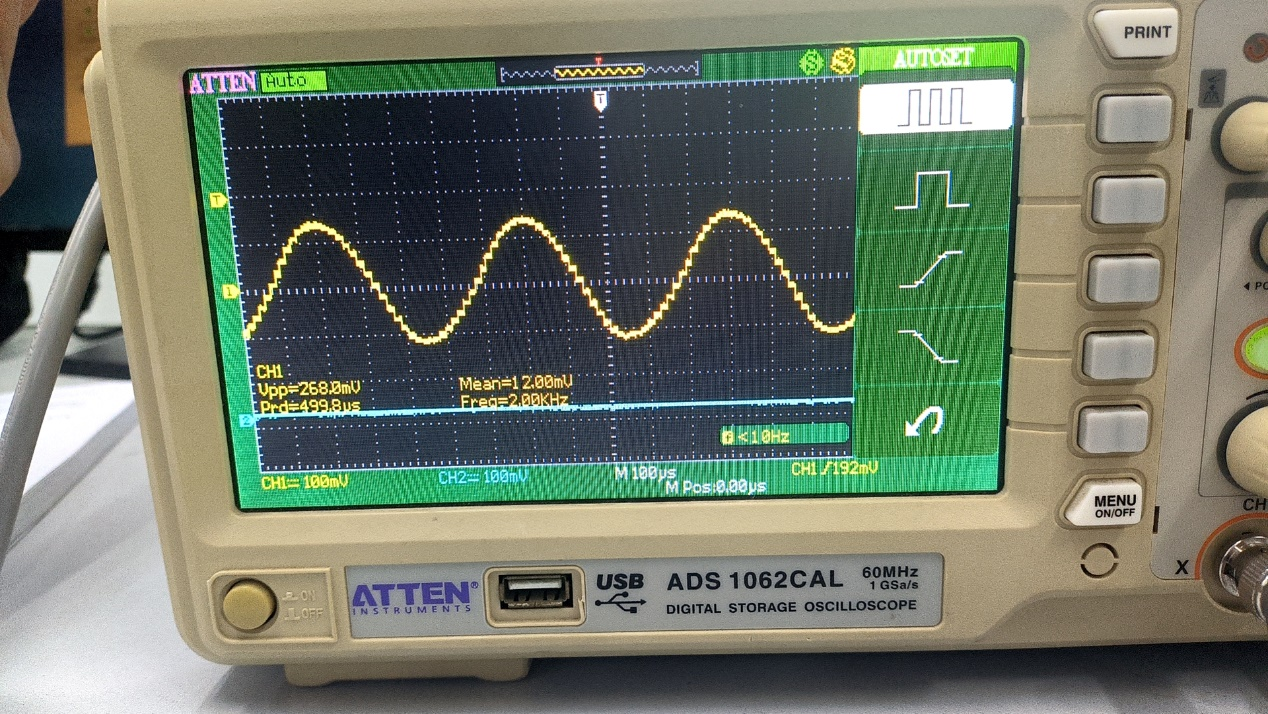 PRINT
ATTEN Auto
T
AUTOSET
T
T
1
CH1
Vpp=268.0mV Mean=12.00mV
Prd=499.8µs Freq=2.00KHz
2
F <10Hz
CH1 100mV CH2 100mV M 100µs CH1 /192mV
M Pos:0.00µs
MENU
ON/OFF
ON
OFF
ATTEN®
INSTRUMENTS
USB
ADS 1062CAL 60MHz
1 GSa/s
DIGITAL STORAGE OSCILLOSCOPE
X
CH